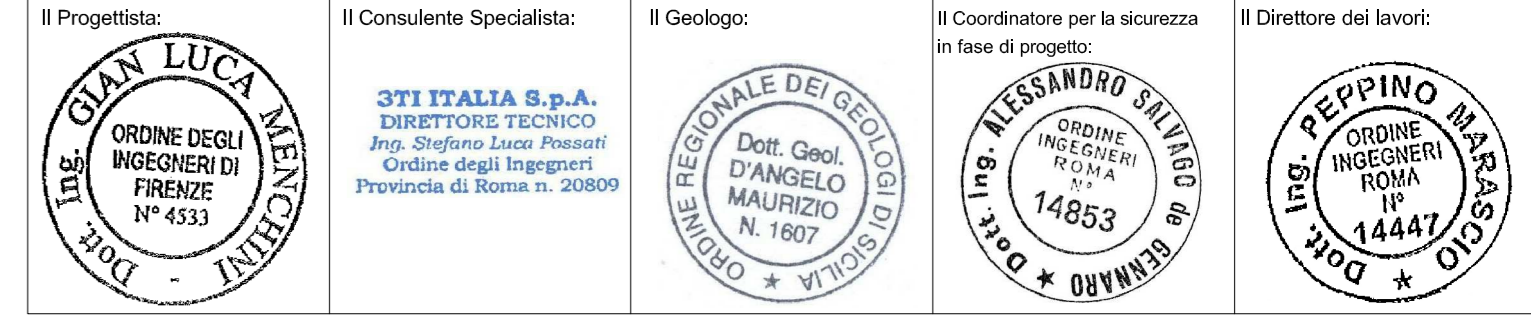 Il Progettista:
Dott. Ing. GIAN LUCA MENCHINI -
ORDINE DEGLI
INGEGNERI DI
FIRENZE
N° 4533
Il Consulente Specialista:
3TI ITALIA S.p.A.
DIRETTORE TECNICO
Ing. Stefano Luca Possati
Ordine degli Ingegneri
Provincia di Roma n. 20809
Il Geologo:
ORDINE REGIONALE DEI GEOLOGI DI SICILIA ★
Dott. Geol.
D'ANGELO
MAURIZIO
N. 1607
Il Coordinatore per la sicurezza
in fase di progetto:
Dott. Ing. ALESSANDRO SALVAGO de GENNARO ★
ORDINE
INGEGNERI
ROMA
N°
14853
Il Direttore dei lavori:
Dott. Ing. PEPPINO MARASCIO ★
ORDINE
INGEGNERI
ROMA
N°
14447